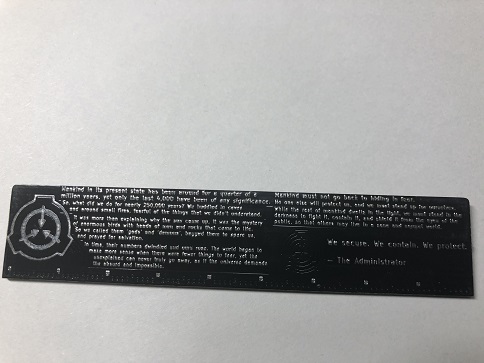 Mankind in its present state has been around for a quarter of a
million years, yet only the last 4,000 have been of any significance.
So, what did we do for nearly 250,000 years? We huddled in caves
and around small fires, fearful of the things that we didn't understand.
It was more than explaining why the sun came up, it was the mystery
of enormous birds with heads of men and rocks that came to life.
So we called them 'gods' and 'demons', begged them to spare us,
and prayed for salvation.
In time, their numbers dwindled and ours rose. The world began to
make more sense when there were fewer things to fear, yet the
unexplained can never truly go away, as if the universe demands
the absurd and impossible.
Mankind must not go back to hiding in fear.
No one else will protect us, and we must stand up for ourselves.
While the rest of mankind dwells in the light, we must stand in the
darkness to fight it, contain it, and shield it from the eyes of the
public, so that others may live in a sane and normal world.
We secure. We contain. We protect.
— The Administrator